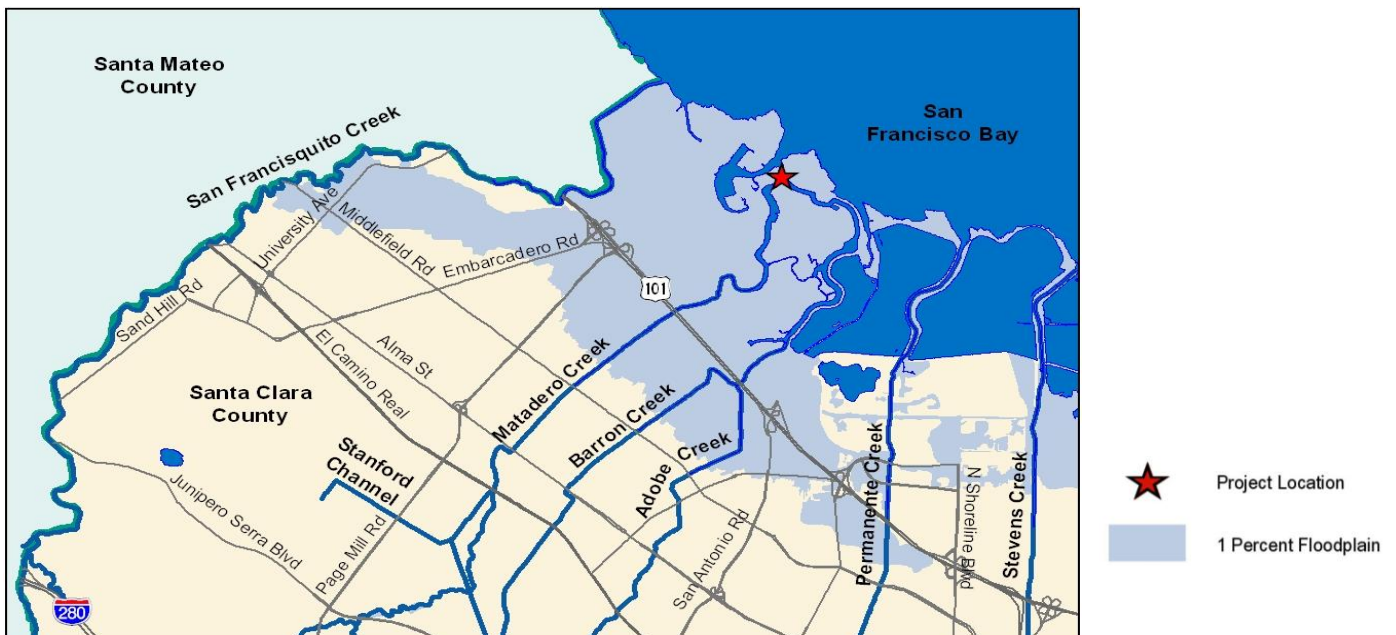 Santa Mateo
County
San Francisquito Creek
San
Francisco Bay
University Ave
Middlefield Rd
Embarcadero Rd
101
Sand Hill Rd
El Camino Real
Alma St
Santa Clara
County
Matadero Creek
Barron Creek
Adobe Creek
Stanford
Channel
Junipero Serra Blvd
Page Mill Rd
San Antonio Rd
Permanente Creek
N Shoreline Blvd
Stevens Creek
280
Project Location
1 Percent Floodplain